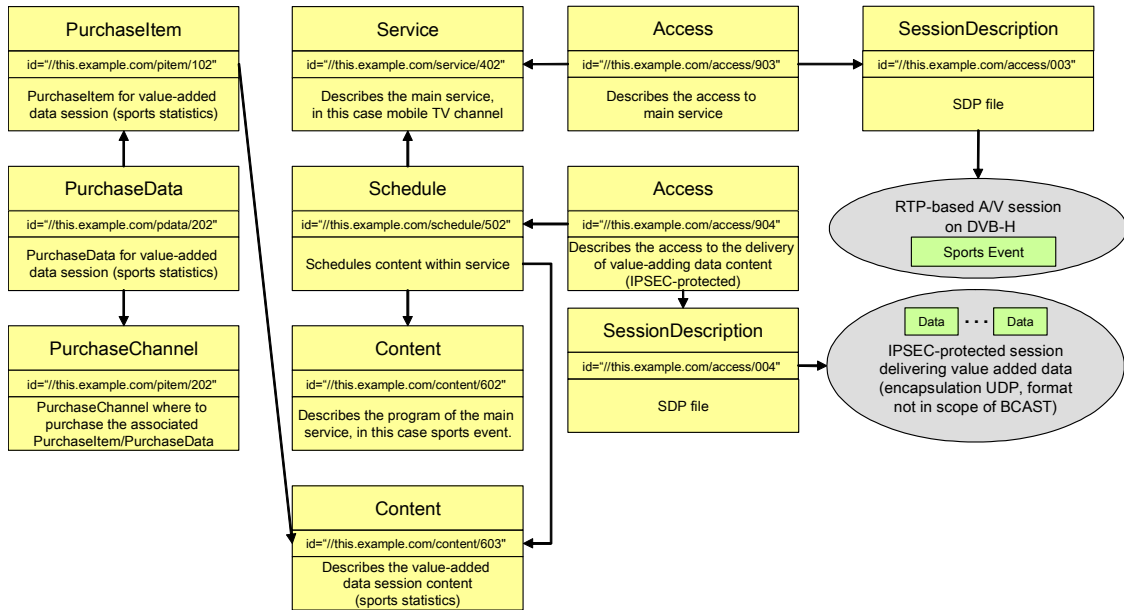 PurchaseItem
id="//this.example.com/pitem/102"
PurchaseItem for value-added
data session (sports statistics)
Service
id="//this.example.com/service/402"
Describes the main service,
in this case mobile TV channel
Access
id="//this.example.com/access/903"
Describes the access to
main service
SessionDescription
id="//this.example.com/access/003"
SDP file
PurchaseData
id="//this.example.com/pdata/202"
PurchaseData for value-added
data session (sports statistics)
Schedule
id="//this.example.com/schedule/502"
Schedules content within service
Access
id="//this.example.com/access/904"
Describes the access to the delivery
of value-adding data content
(IPSEC-protected)
RTP-based A/V session
on DVB-H
Sports Event
PurchaseChannel
id="//this.example.com/pitem/202"
PurchaseChannel where to
purchase the associated
PurchaseItem/PurchaseData
Content
id="//this.example.com/content/602"
Describes the program of the main
service, in this case sports event.
SessionDescription
id="//this.example.com/access/004"
SDP file
Data ... Data
IPSEC-protected session
delivering value added data
(encapsulation UDP, format
not in scope of BCAST)
Content
id="//this.example.com/content/603"
Describes the value-added
data session content
(sports statistics)